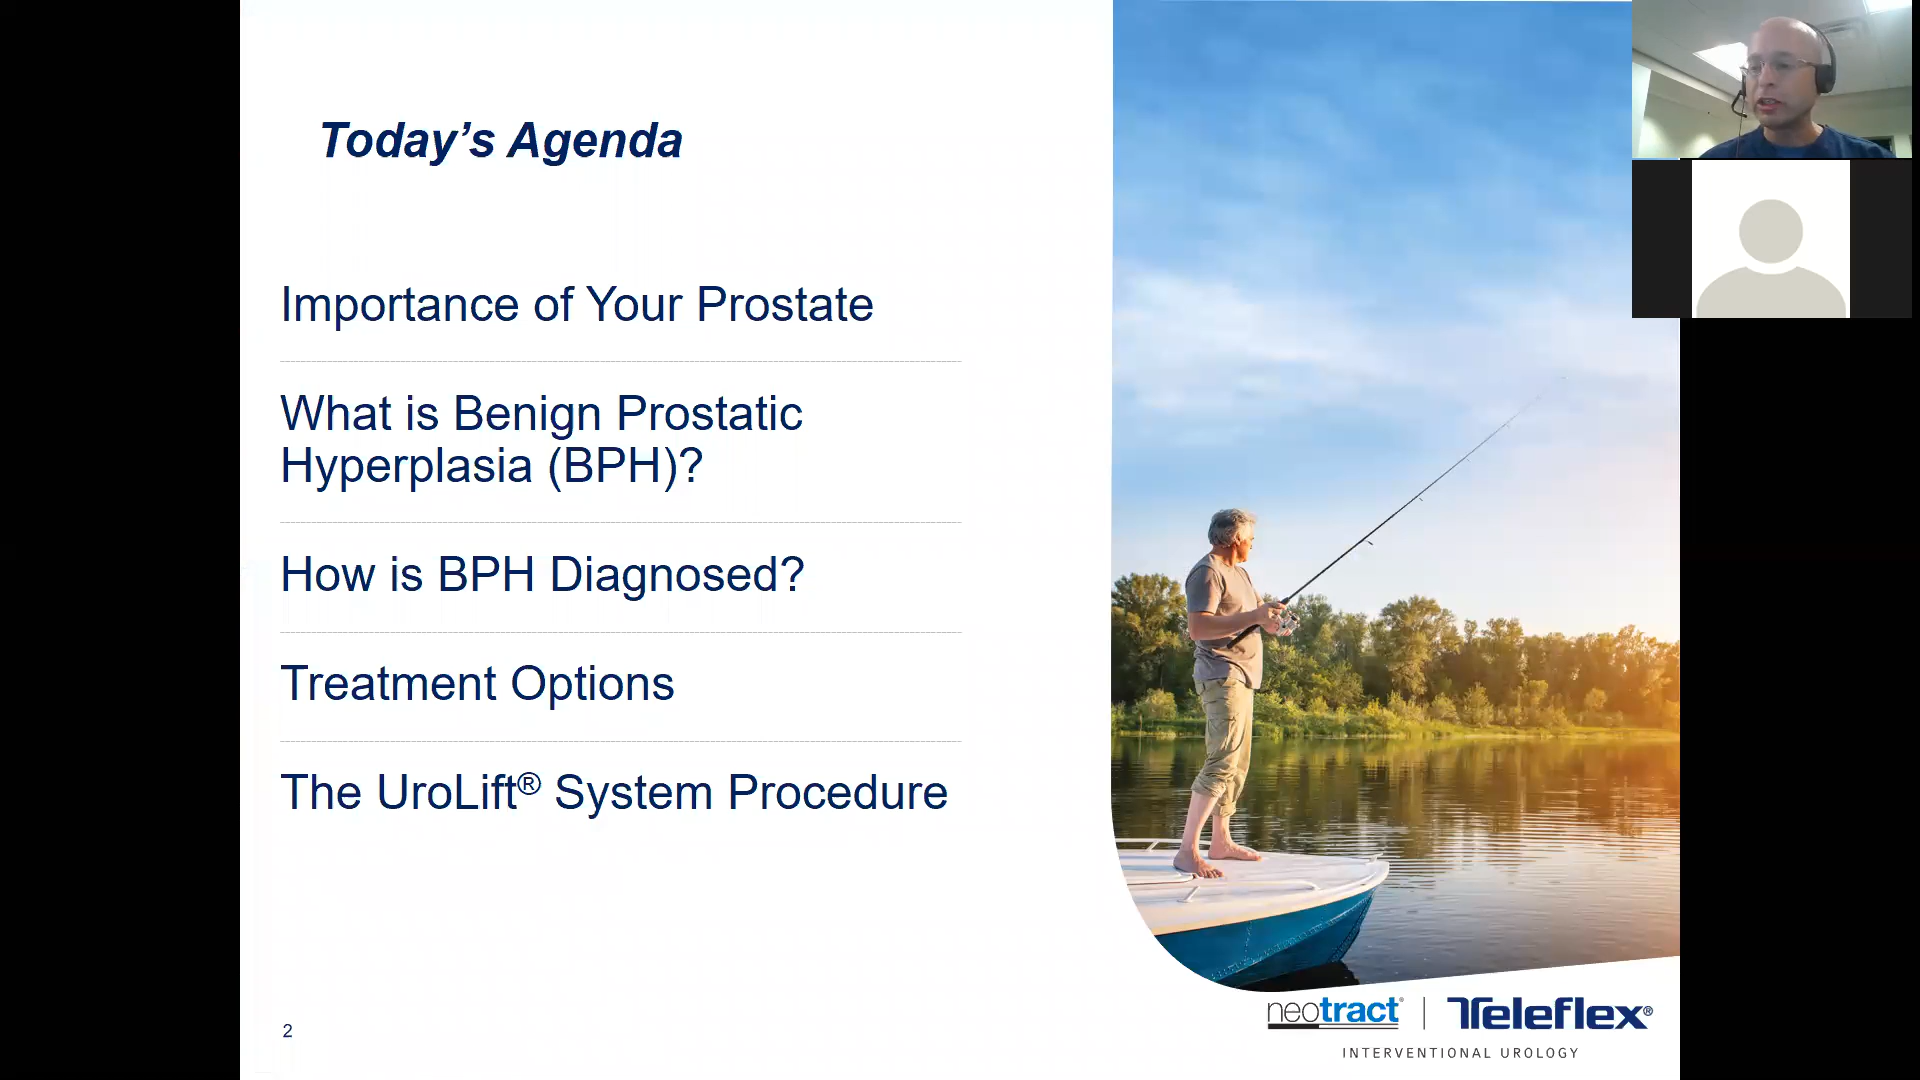 Today’s Agenda
Importance of Your Prostate
What is Benign Prostatic
Hyperplasia (BPH)?
How is BPH Diagnosed?
Treatment Options
The UroLift® System Procedure
2
neotract® | Teleflex®
INTERVENTIONAL UROLOGY